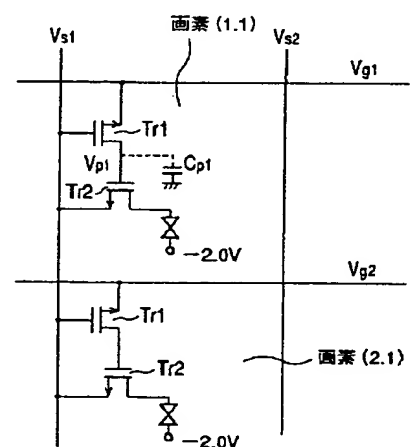 Vs1
画素 (1.1)
Vs2
Vg1
Tr1
Vp1
Cp1
Tr2
−2.0V
Vg2
Tr1
Tr2
画素 (2.1)
−2.0V